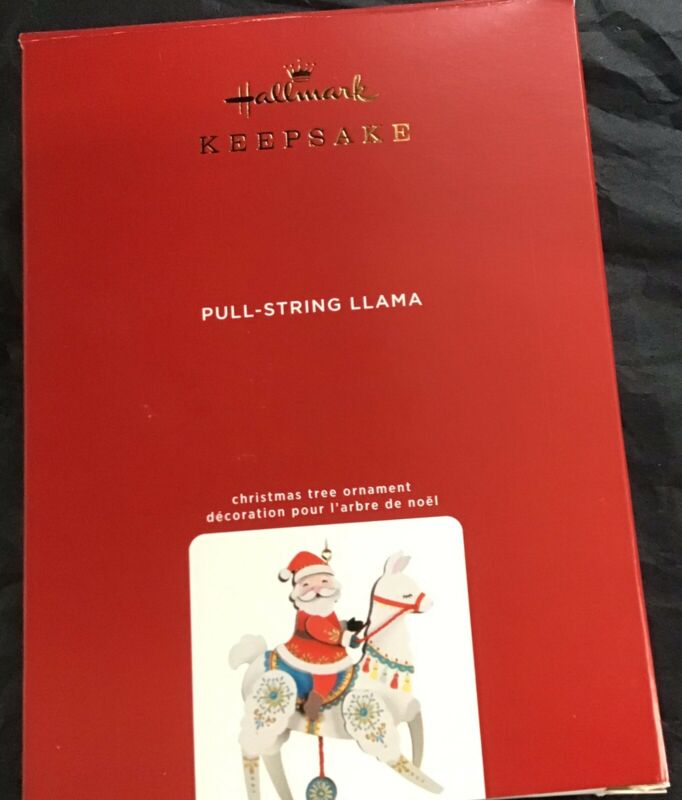 Hallmark
KEEPSAKE
PULL-STRING LLAMA
christmas tree ornament
décoration pour l'arbre de noël